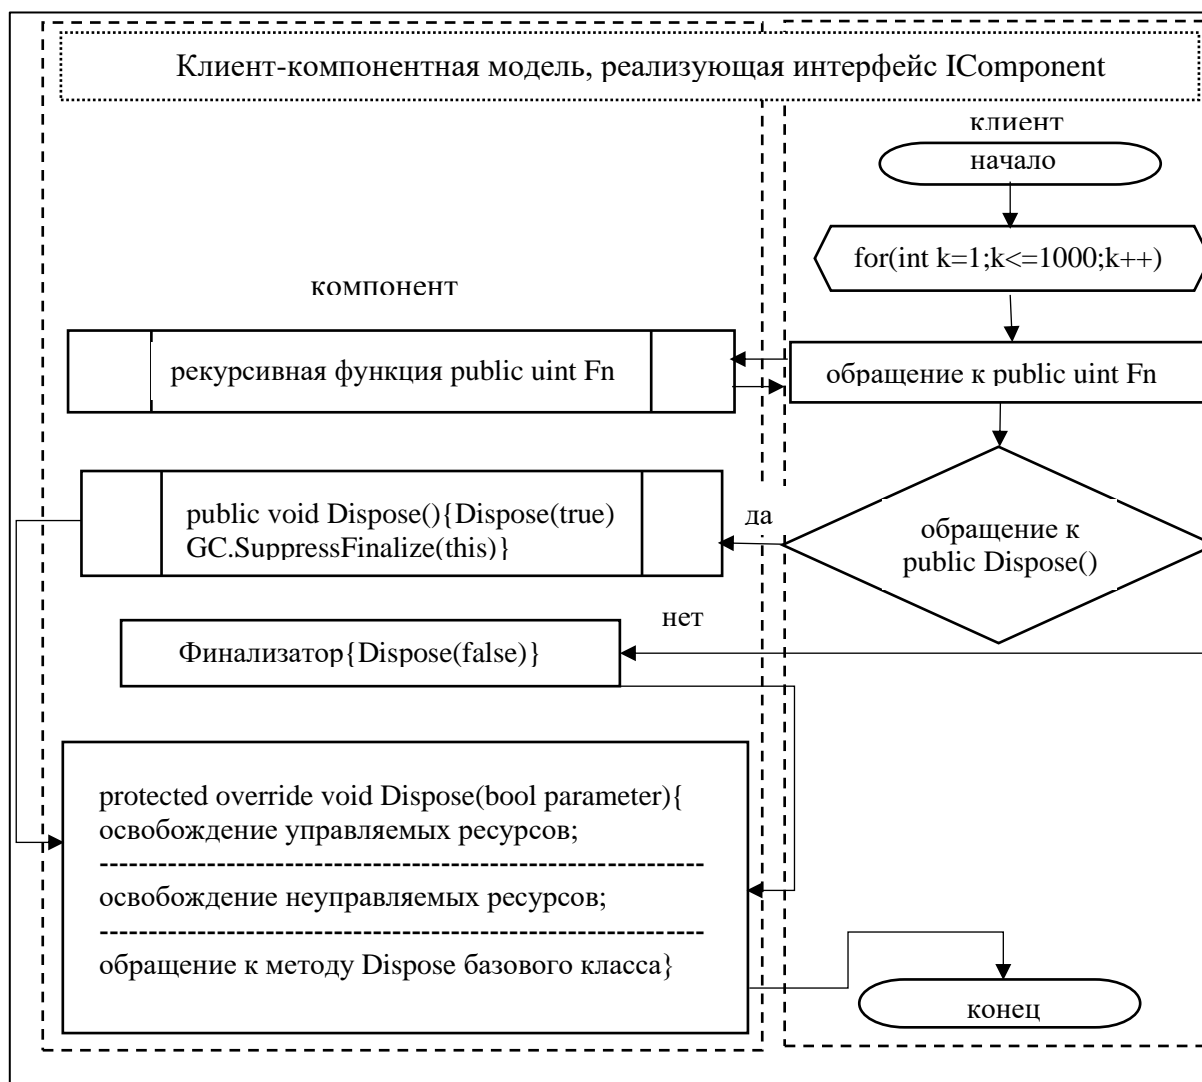 Клиент-компонентная модель, реализующая интерфейс IComponent
клиент
начало
for(int k=1;k<=1000;k++)
компонент
рекурсивная функция public uint Fn
обращение к public uint Fn
public void Dispose(){Dispose(true)
GC.SuppressFinalize(this)}
да
обращение к
public Dispose()
нет
Финализатор{Dispose(false)}
protected override void Dispose(bool parameter){
освобождение управляемых ресурсов;
освобождение неуправляемых ресурсов;
обращение к методу Dispose базового класса}
конец